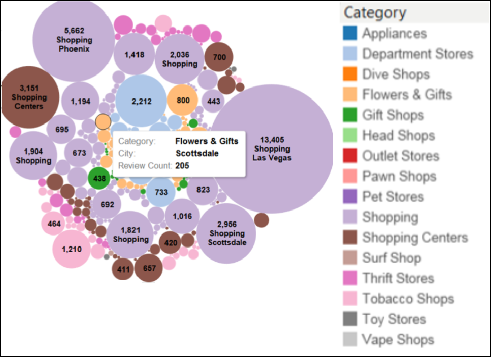 5,662
Shopping
Phoenix
1,418
2,036
Shopping
700
3,151
Shopping
Centers
1,194
2,212
800
443
695
13,405
Shopping
Las Vegas
1,904
Shopping
673
Category: Flowers & Gifts
City: Scottsdale
Review Count: 205
438
733
823
692
1,016
464
1,821
Shopping
2,956
Shopping
Scottsdale
1,210
420
411
657
Category
Appliances
Department Stores
Dive Shops
Flowers & Gifts
Gift Shops
Head Shops
Outlet Stores
Pawn Shops
Pet Stores
Shopping
Shopping Centers
Surf Shop
Thrift Stores
Tobacco Shops
Toy Stores
Vape Shops